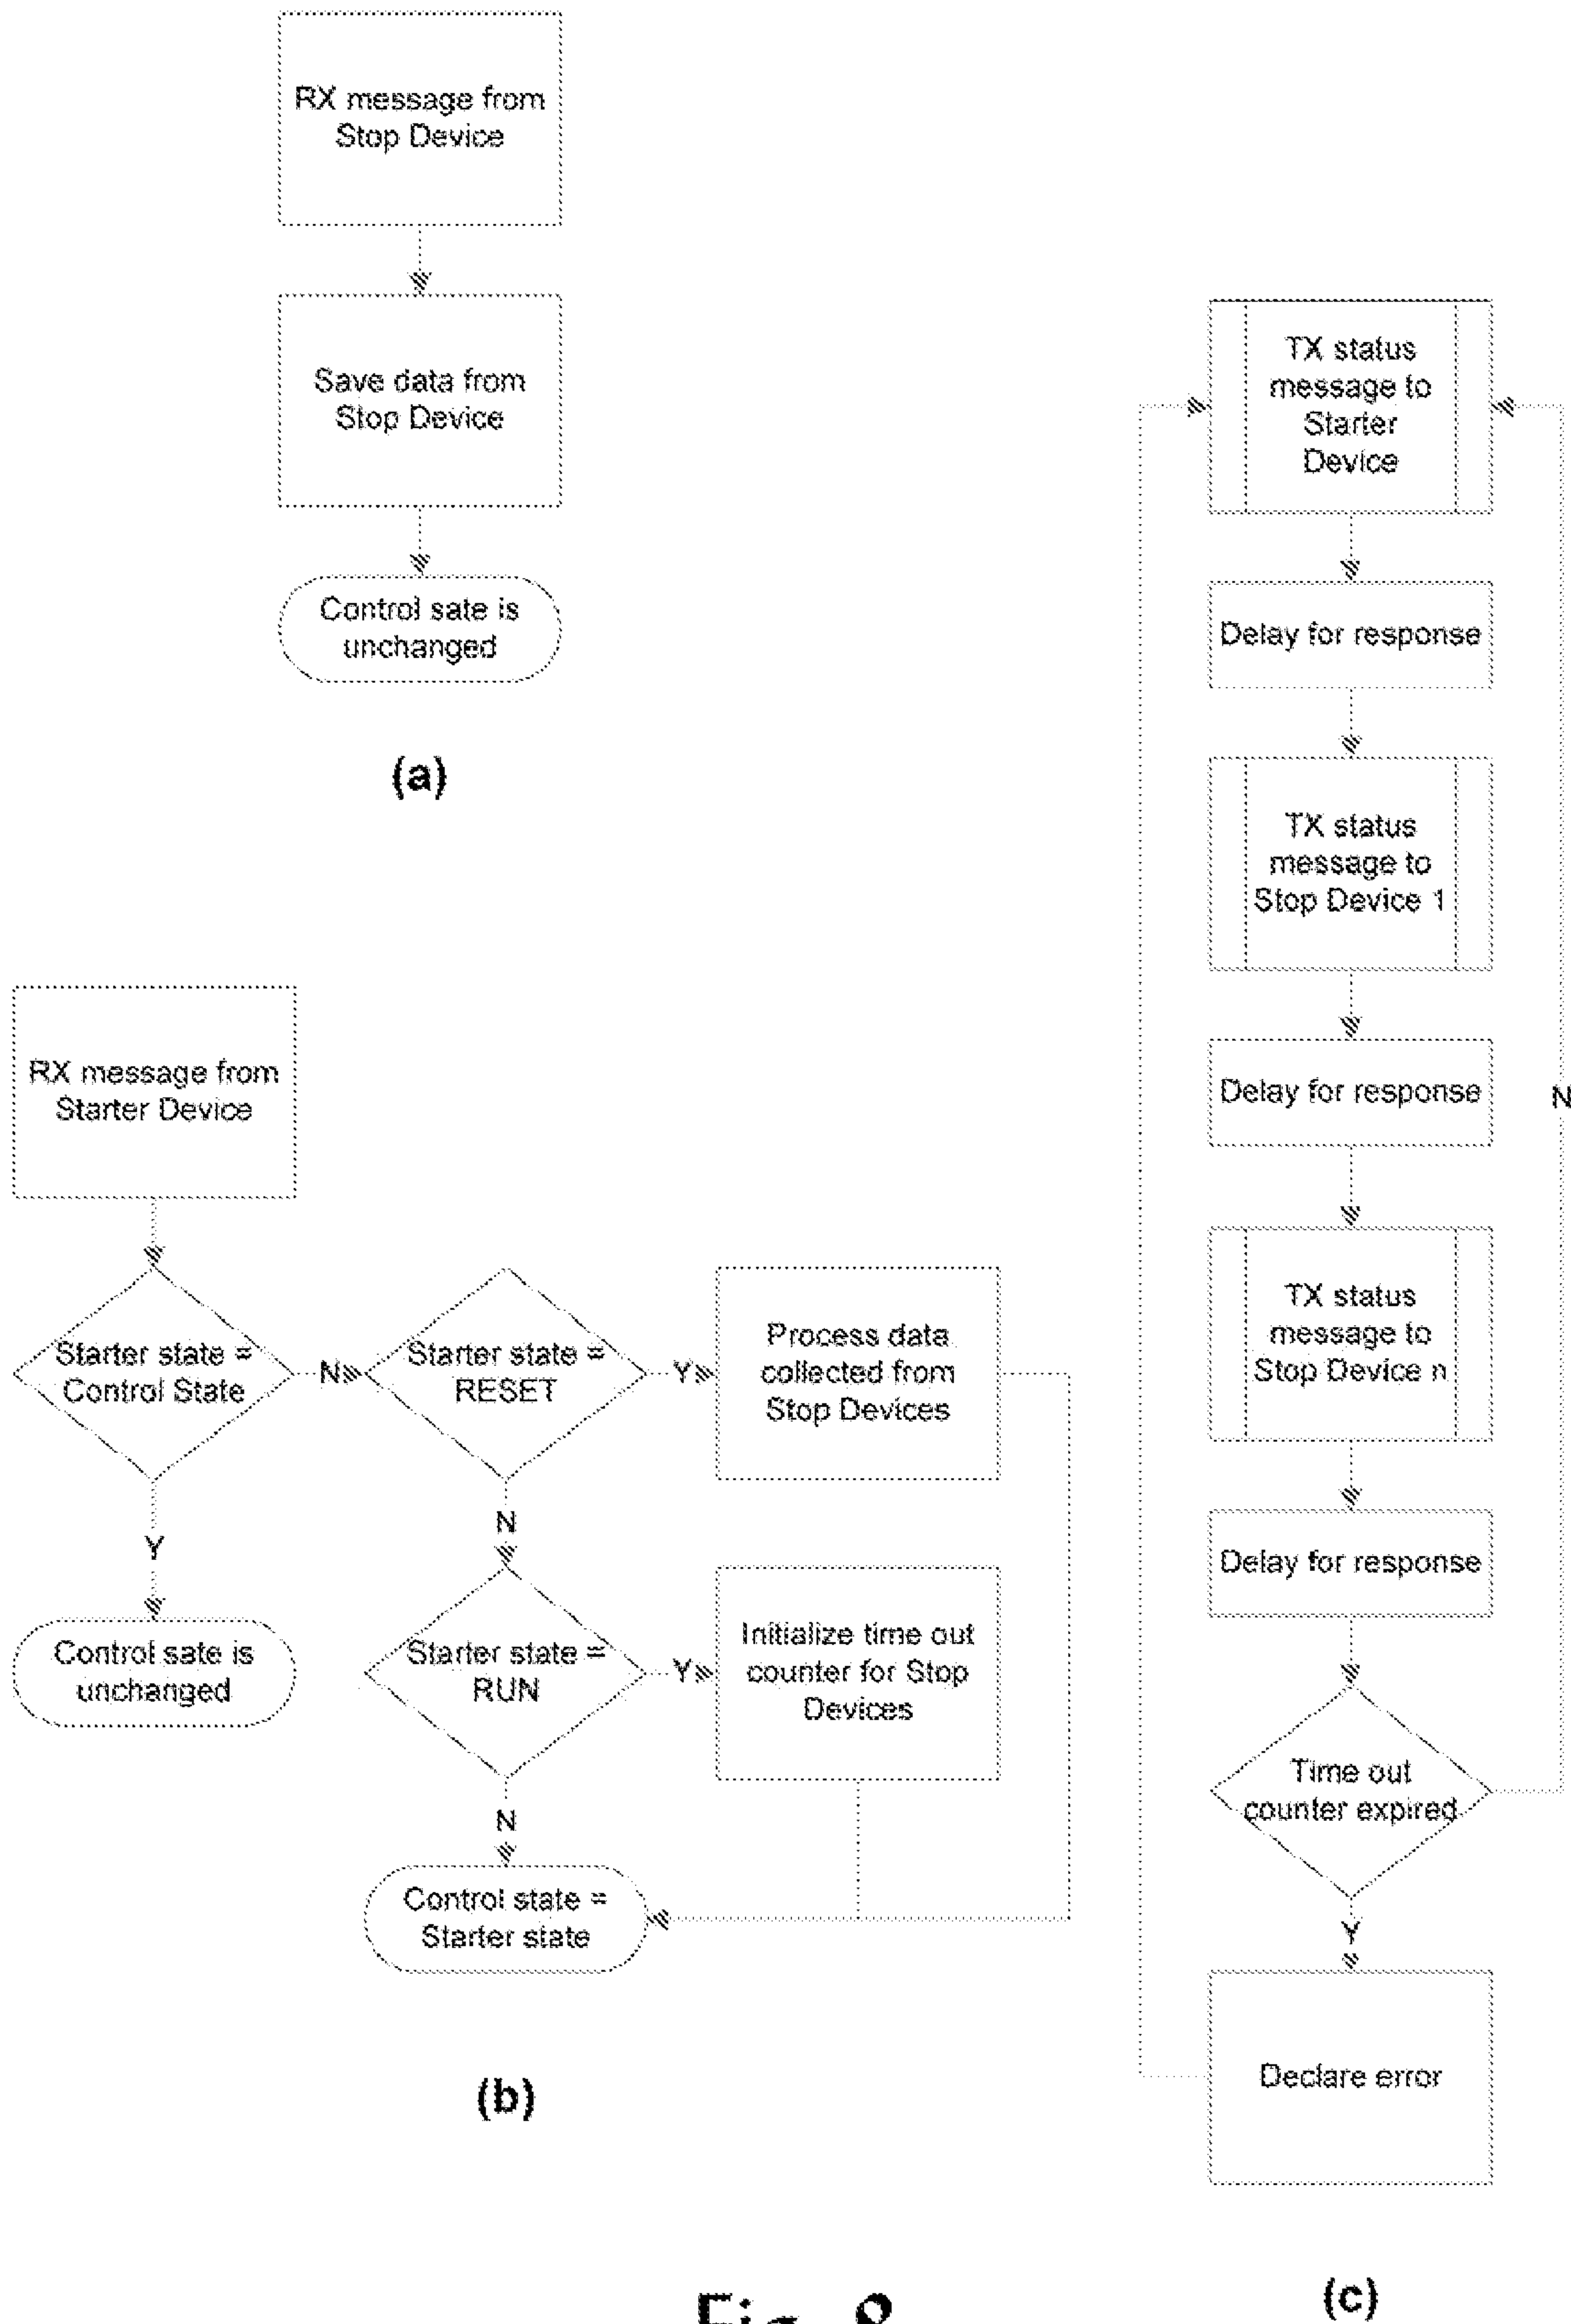 RX message from
Stop Device
Save data from
Stop Device
Control sate is
unchanged
(a)
RX message from
Starter Device
Starter state =
Control State
N
Starter state =
RESET
Y
Process data
collected from
Stop Devices
Y
N
Control sate is
unchanged
Starter state =
RUN
Y
Initialize time out
counter for Stop
Devices
N
Control state =
Starter state
(b)
TX status
message to
Starter
Device
Delay for response
TX status
message to
Stop Device 1
Delay for response
N
TX status
message to
Stop Device n
Delay for response
Time out
counter expired
Y
Declare error
(c)
Fig. 8